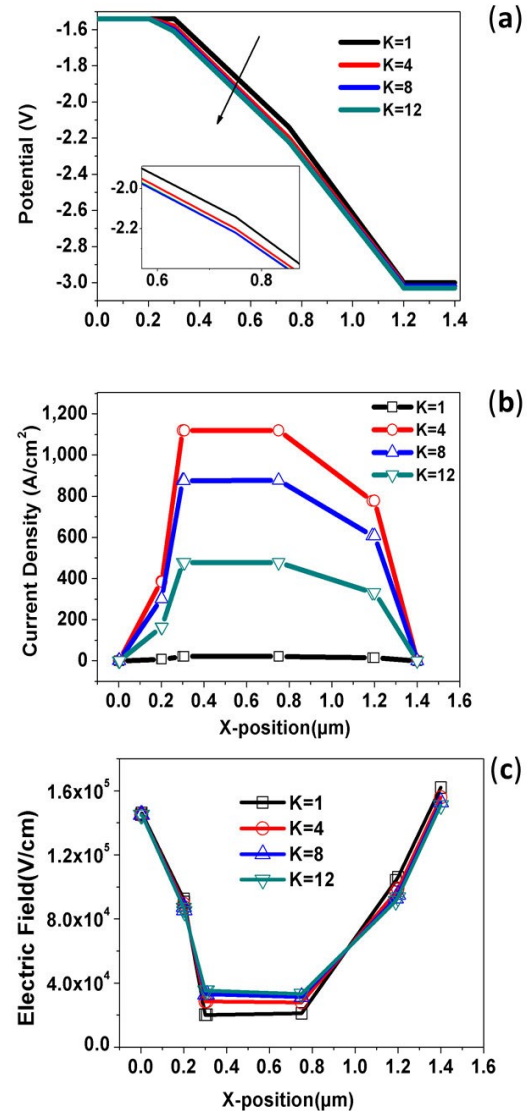 (a)
-1.6
-1.8
-2.0
-2.2
-2.4
-2.6
-2.8
-3.0
Potential (V)
K=1
K=4
K=8
K=12
-2.0
-2.2
0.6 0.8
0.0 0.2 0.4 0.6 0.8 1.0 1.2 1.4
(b)
1,200
1,000
800
600
400
200
0
Current Density (A/cm²)
K=1
K=4
K=8
K=12
0.0 0.2 0.4 0.6 0.8 1.0 1.2 1.4 1.6
X-position(μm)
(c)
1.6x10⁵
1.2x10⁵
8.0x10⁴
4.0x10⁴
0.0
Electric Field(V/cm)
K=1
K=4
K=8
K=12
0.0 0.2 0.4 0.6 0.8 1.0 1.2 1.4 1.6
X-position(μm)